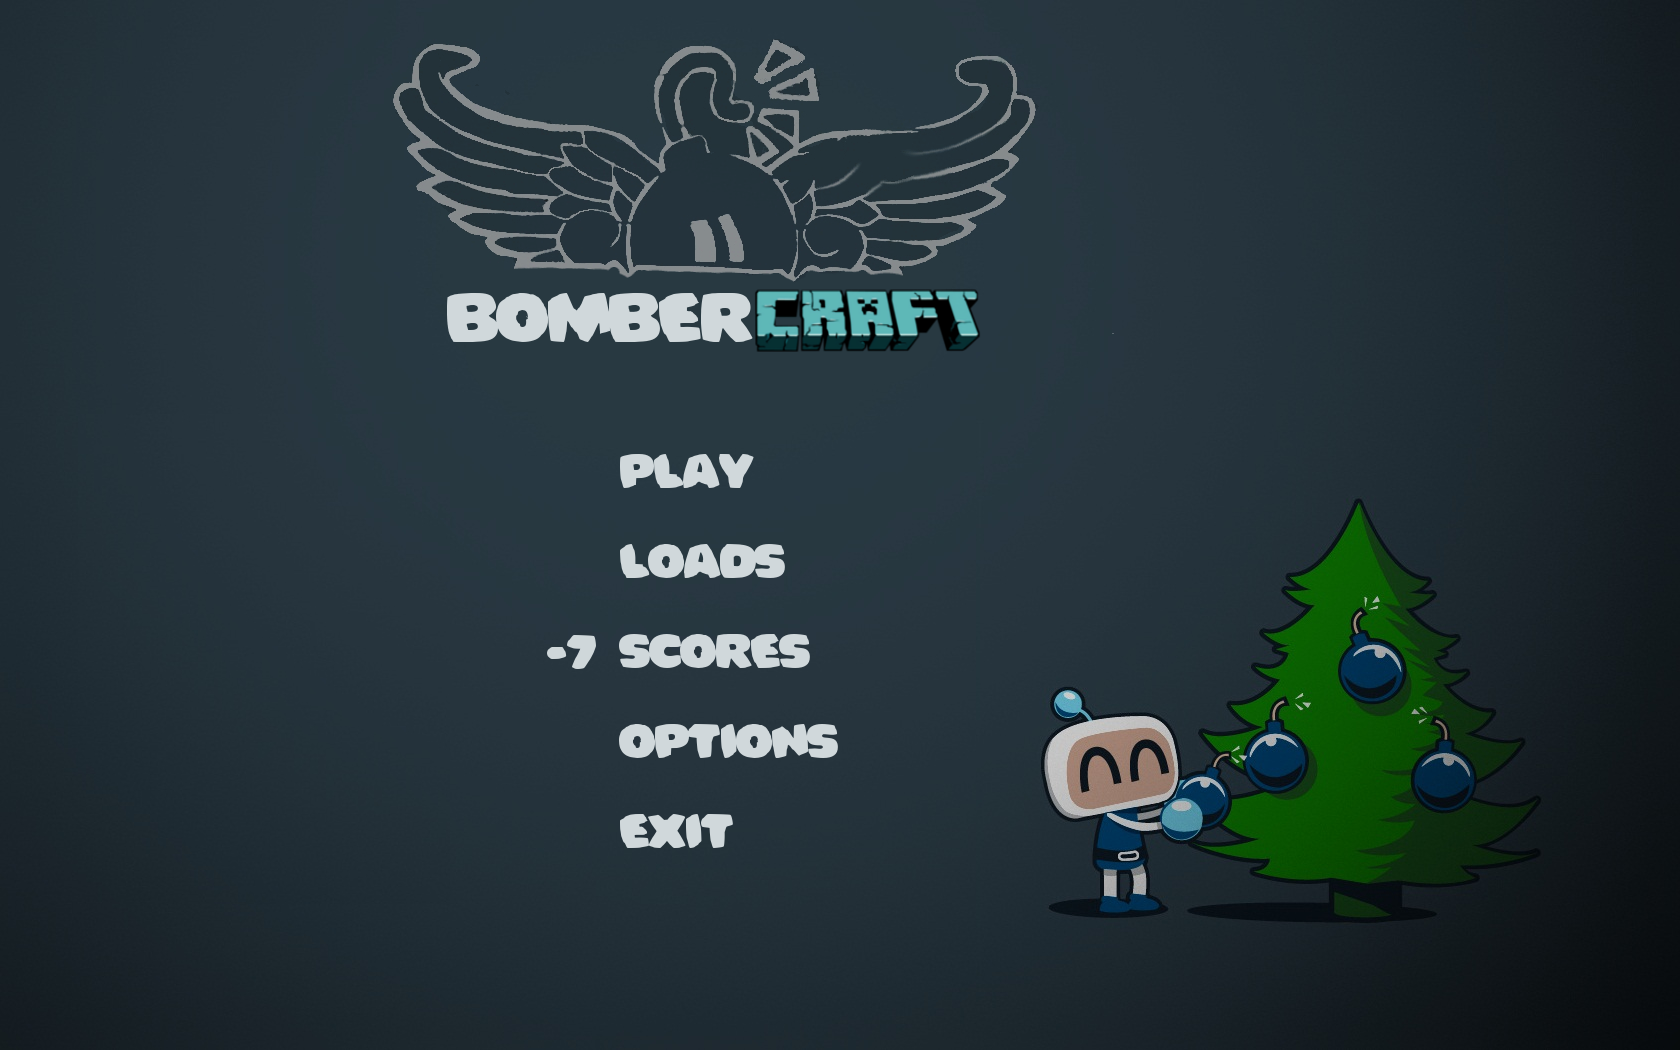 BOMBERCRAFT
PLAY
LOADS
-7 SCORES
OPTIONS
EXIT